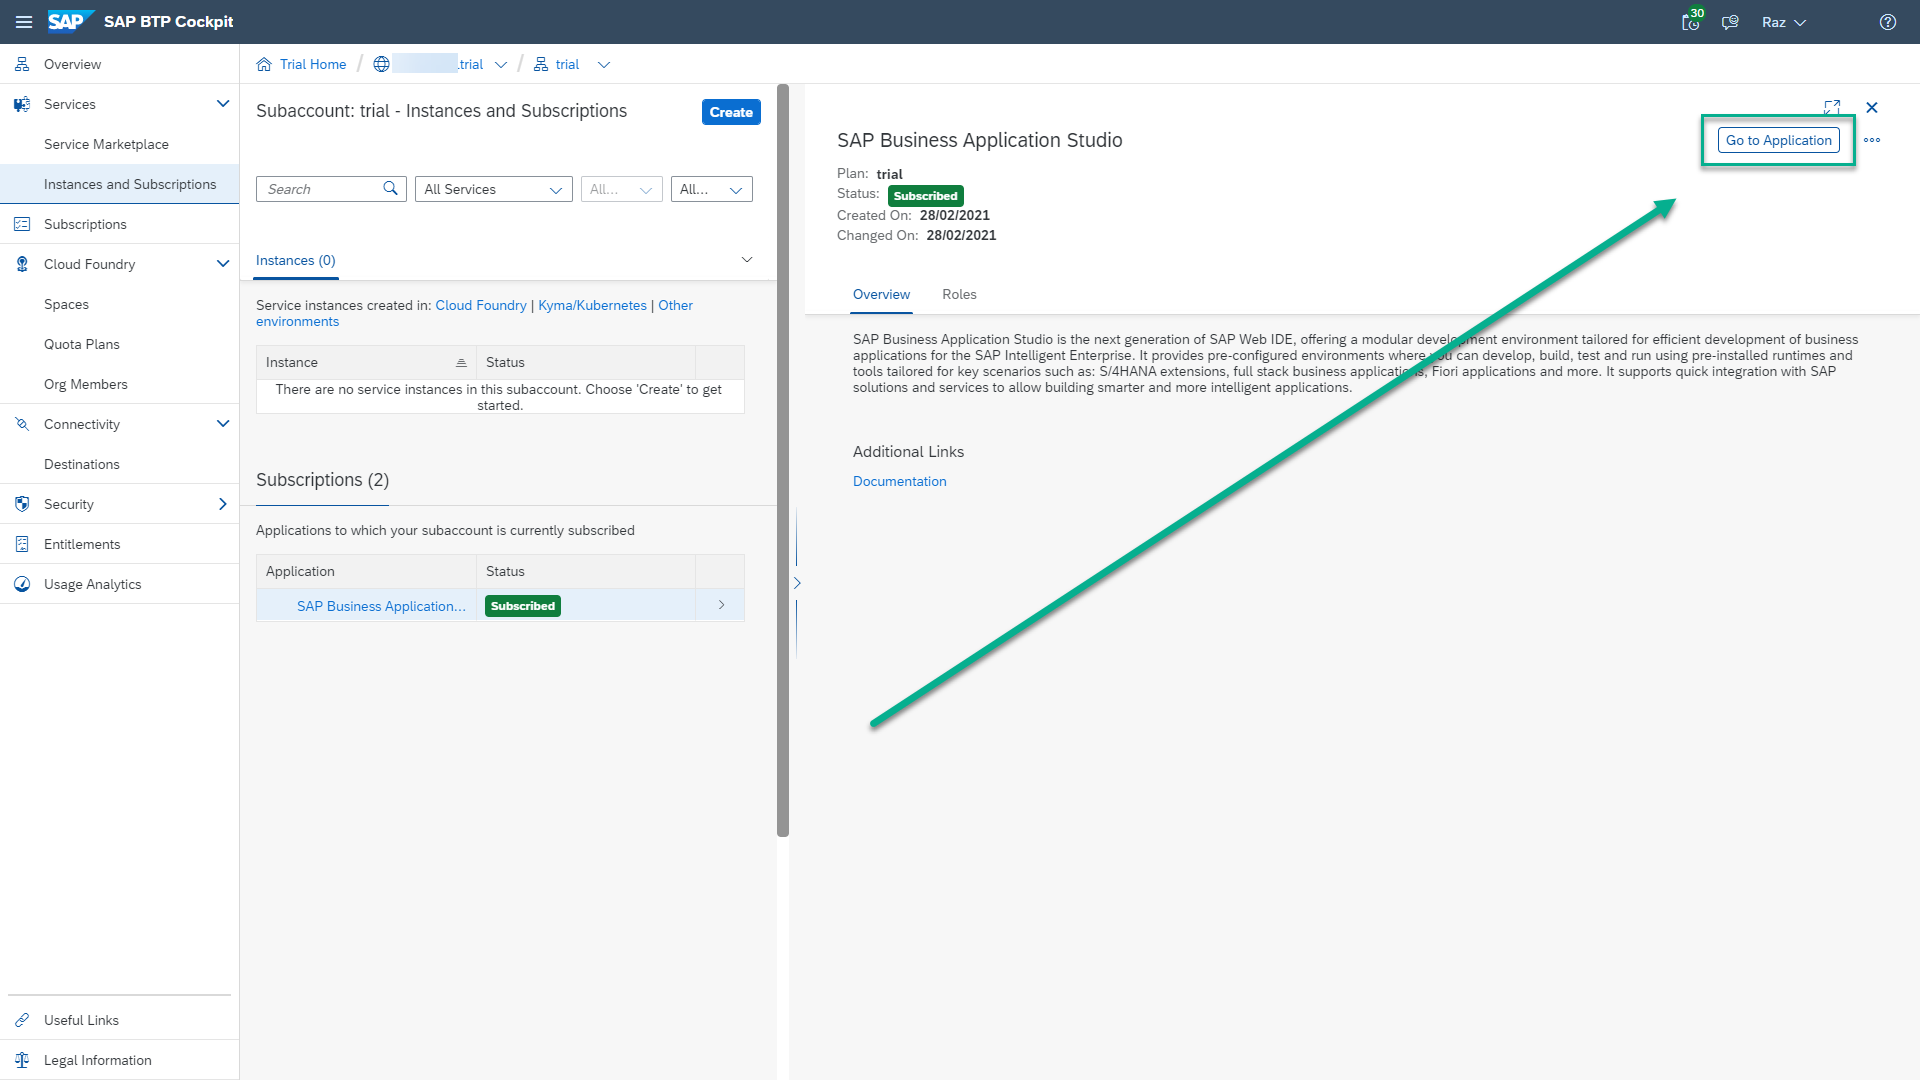 SAP SAP BTP Cockpit
30
Raz
Overview
Services
Service Marketplace
Instances and Subscriptions
Subscriptions
Cloud Foundry
Spaces
Quota Plans
Org Members
Connectivity
Destinations
Security
Entitlements
Usage Analytics
Useful Links
Legal Information
Trial Home / trial / trial
Subaccount: trial - Instances and Subscriptions
Create
Search
All Services
All...
All...
Instances (0)
Service instances created in: Cloud Foundry | Kyma/Kubernetes | Other
environments
Instance Status
There are no service instances in this subaccount. Choose 'Create' to get
started.
Subscriptions (2)
Applications to which your subaccount is currently subscribed
Application Status
SAP Business Application... Subscribed
SAP Business Application Studio
Go to Application
Plan: trial
Status: Subscribed
Created On: 28/02/2021
Changed On: 28/02/2021
Overview Roles
SAP Business Application Studio is the next generation of SAP Web IDE, offering a modular development environment tailored for efficient development of business
applications for the SAP Intelligent Enterprise. It provides pre-configured environments where you can develop, build, test and run using pre-installed runtimes and
tools tailored for key scenarios such as: S/4HANA extensions, full stack business applications, Fiori applications and more. It supports quick integration with SAP
solutions and services to allow building smarter and more intelligent applications.
Additional Links
Documentation